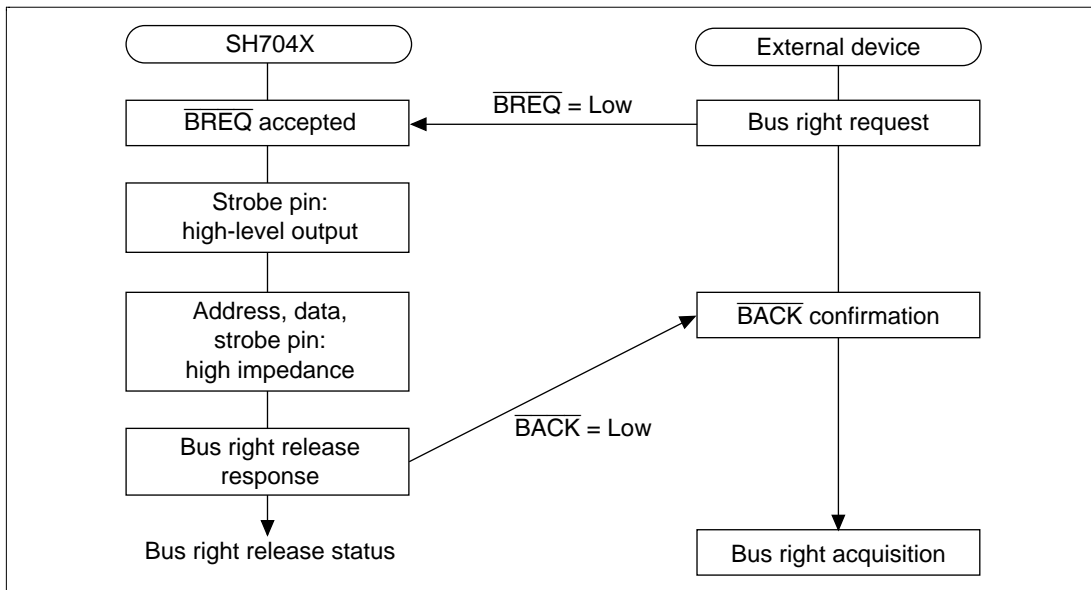 SH704X
External device
BREQ accepted
BREQ = Low
Bus right request
Strobe pin:
high-level output
Address, data,
strobe pin:
high impedance
BACK confirmation
BACK = Low
Bus right release
response
Bus right release status
Bus right acquisition